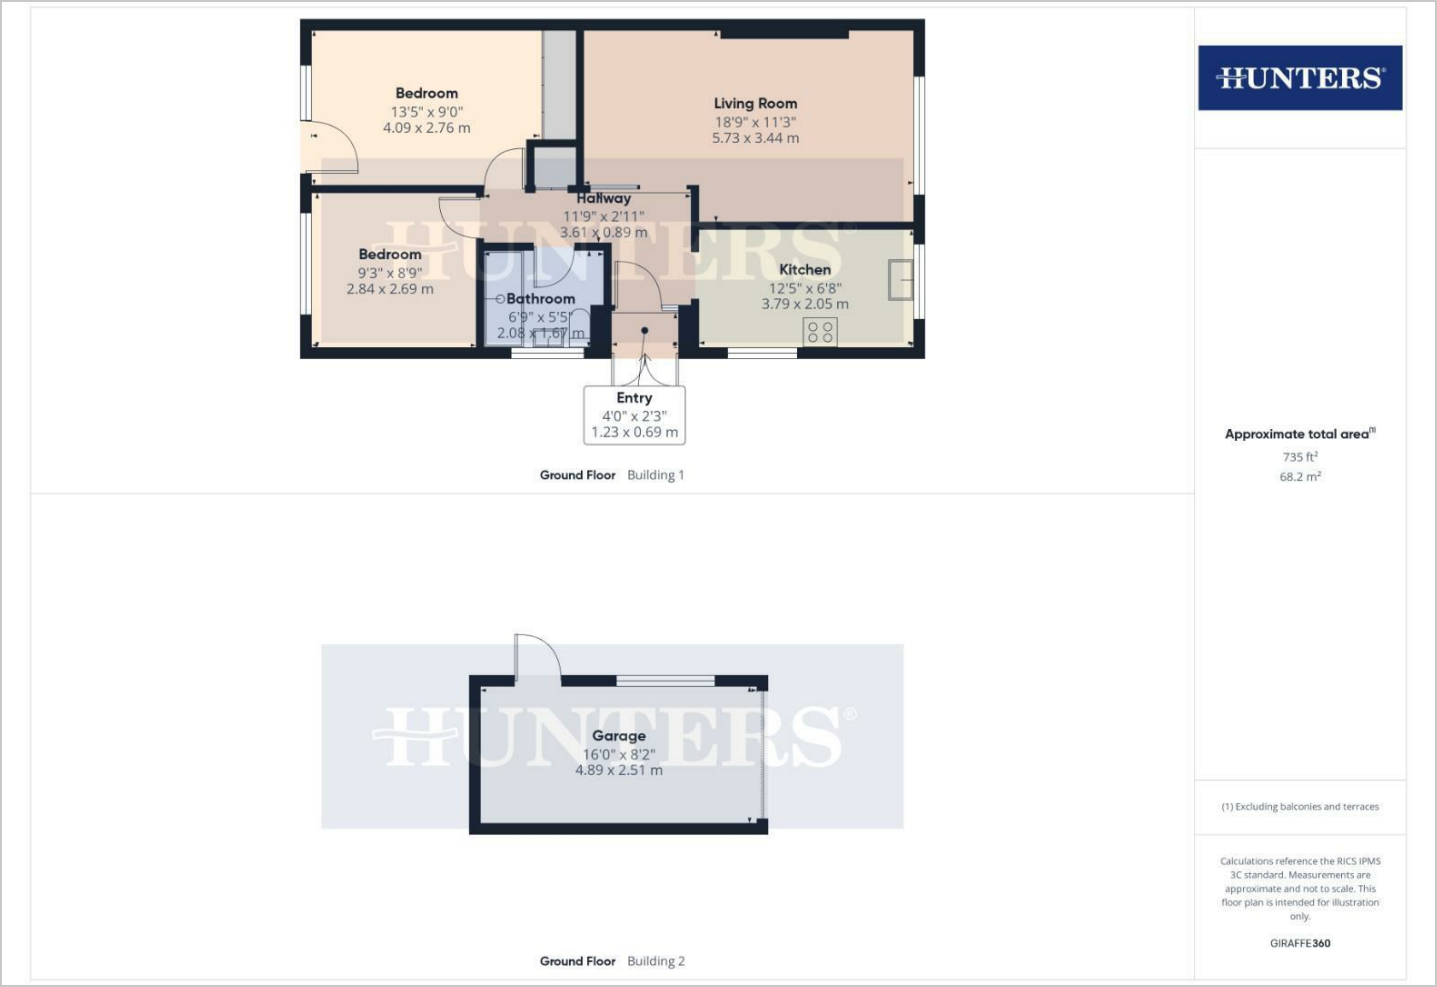 Bedroom
13'5" x 9'0"
4.09 x 2.76 m
Living Room
18'9" x 11'3"
5.73 x 3.44 m
Hallway
11'9" x 2'11"
3.61 x 0.89 m
Bedroom
9'3" x 8'9"
2.84 x 2.69 m
Bathroom
6'9" x 5'5"
2.08 x 1.67 m
Kitchen
12'5" x 6'8"
3.79 x 2.05 m
HUNTERS®
Entry
4'0" x 2'3"
1.23 x 0.69 m
Ground Floor Building 1
HUNTERS®
Garage
16'0" x 8'2"
4.89 x 2.51 m
Ground Floor Building 2
HUNTERS®
Approximate total area(1)
735 ft²
68.2 m²
(1) Excluding balconies and terraces
Calculations reference the RICS IPMS
3C standard. Measurements are
approximate and not to scale. This
floor plan is intended for illustration
only.
GIRAFFE360